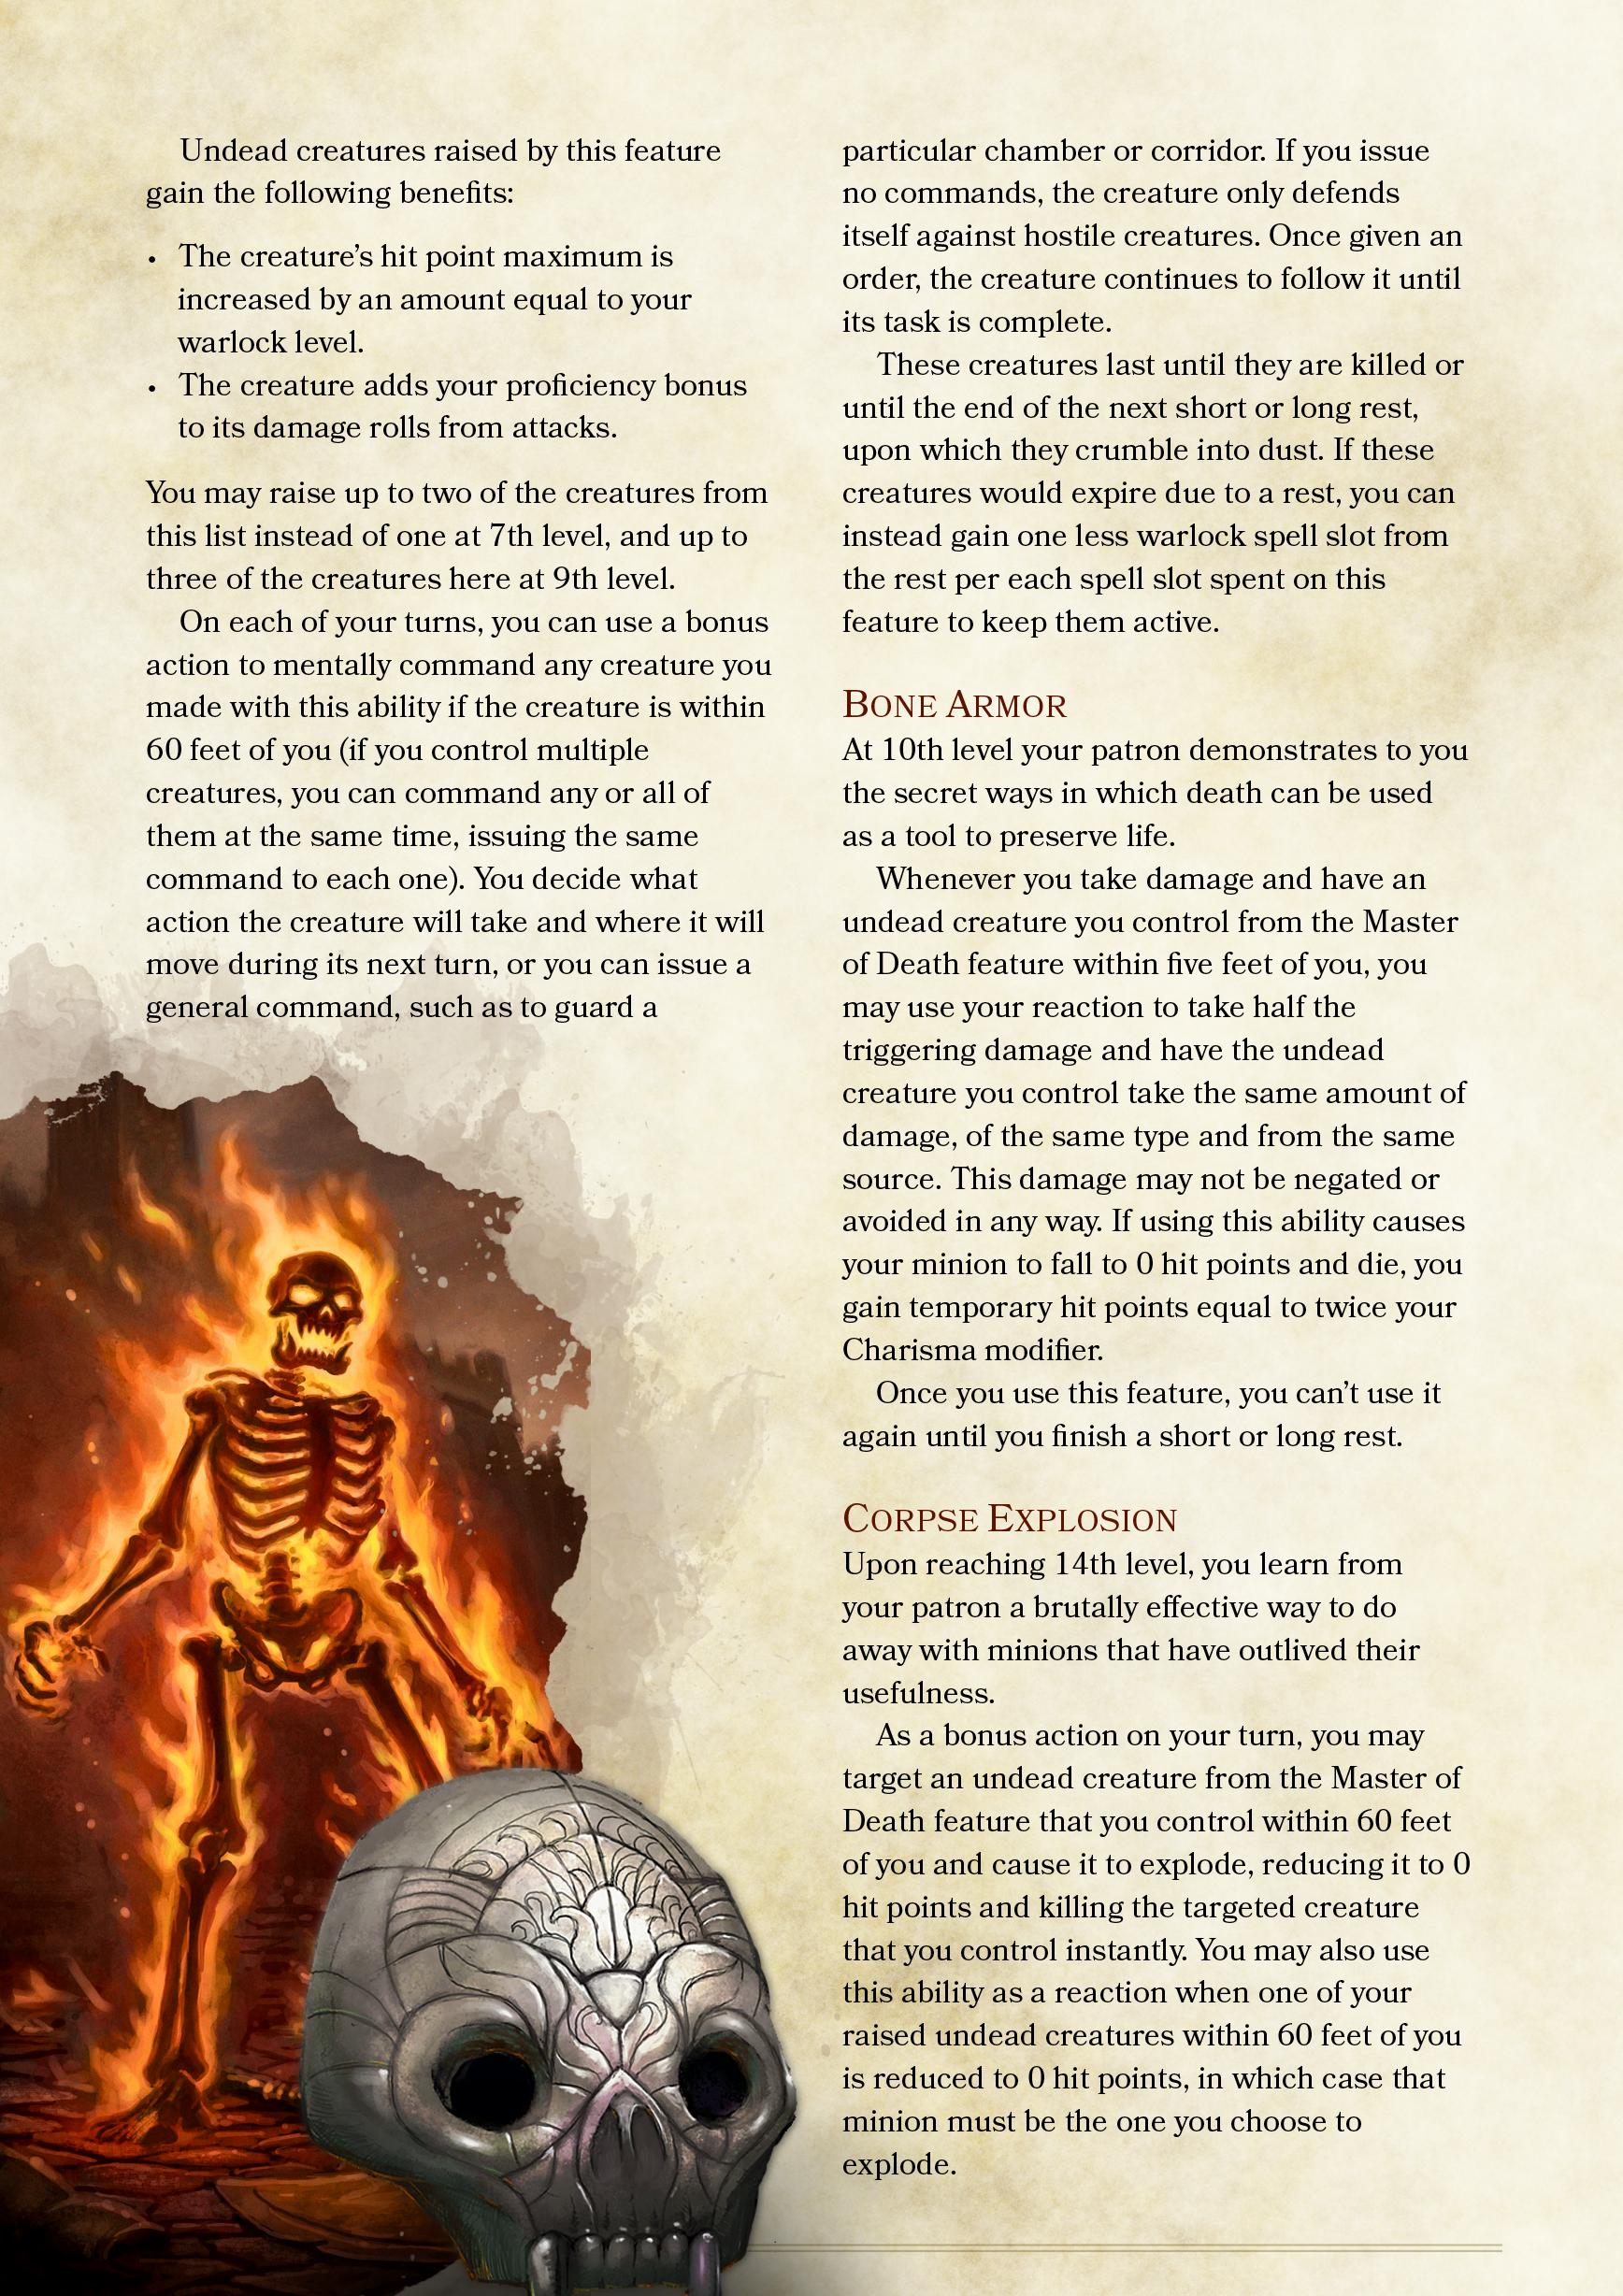 Undead creatures raised by this feature
gain the following benefits:
• The creature’s hit point maximum is
increased by an amount equal to your
warlock level.
• The creature adds your proficiency bonus
to its damage rolls from attacks.
You may raise up to two of the creatures from
this list instead of one at 7th level, and up to
three of the creatures here at 9th level.
On each of your turns, you can use a bonus
action to mentally command any creature you
made with this ability if the creature is within
60 feet of you (if you control multiple
creatures, you can command any or all of
them at the same time, issuing the same
command to each one). You decide what
action the creature will take and where it will
move during its next turn, or you can issue a
general command, such as to guard a
particular chamber or corridor. If you issue
no commands, the creature only defends
itself against hostile creatures. Once given an
order, the creature continues to follow it until
its task is complete.
These creatures last until they are killed or
until the end of the next short or long rest,
upon which they crumble into dust. If these
creatures would expire due to a rest, you can
instead gain one less warlock spell slot from
the rest per each spell slot spent on this
feature to keep them active.
BONE ARMOR
At 10th level your patron demonstrates to you
the secret ways in which death can be used
as a tool to preserve life.
Whenever you take damage and have an
undead creature you control from the Master
of Death feature within five feet of you, you
may use your reaction to take half the
triggering damage and have the undead
creature you control take the same amount of
damage, of the same type and from the same
source. This damage may not be negated or
avoided in any way. If using this ability causes
your minion to fall to 0 hit points and die, you
gain temporary hit points equal to twice your
Charisma modifier.
Once you use this feature, you can’t use it
again until you finish a short or long rest.
CORPSE EXPLOSION
Upon reaching 14th level, you learn from
your patron a brutally effective way to do
away with minions that have outlived their
usefulness.
As a bonus action on your turn, you may
target an undead creature from the Master of
Death feature that you control within 60 feet
of you and cause it to explode, reducing it to 0
hit points and killing the targeted creature
that you control instantly. You may also use
this ability as a reaction when one of your
raised undead creatures within 60 feet of you
is reduced to 0 hit points, in which case that
minion must be the one you choose to
explode.